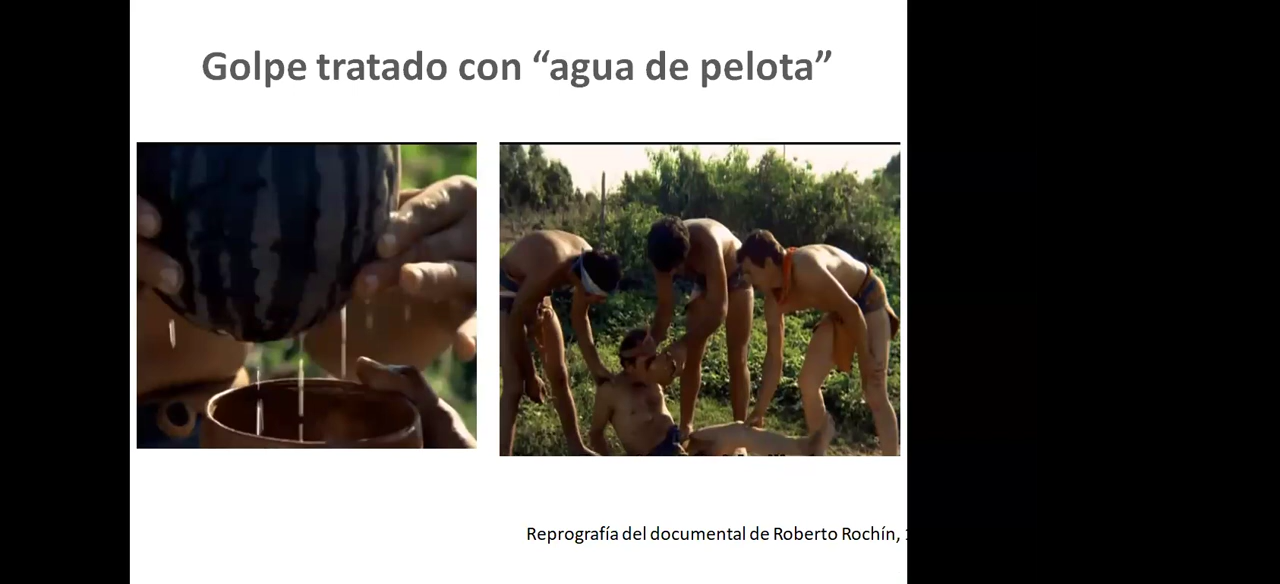 Golpe tratado con “agua de pelota”
Reprografía del documental de Roberto Rochín,